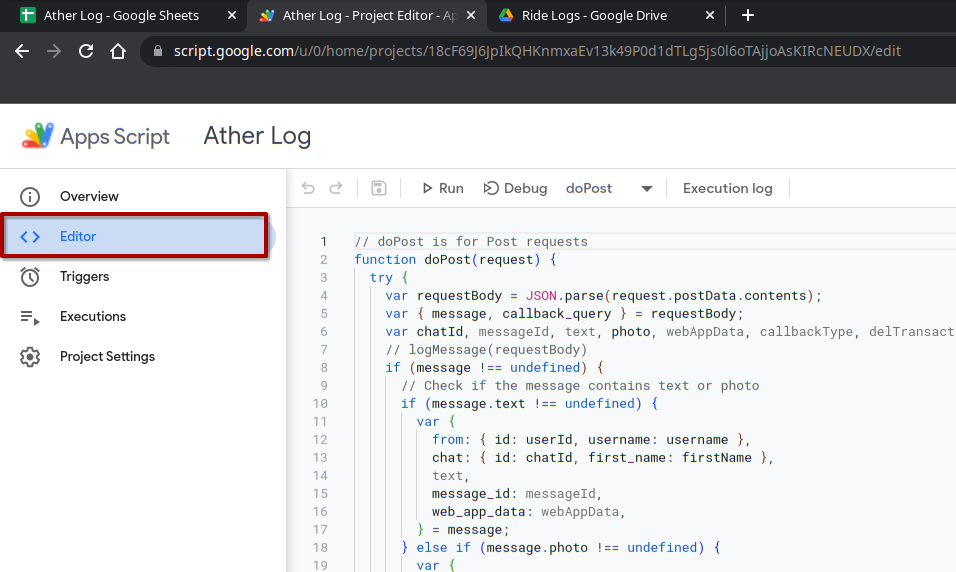 Ather Log - Google Sheets
Ather Log - Project Editor - Ap
Ride Logs - Google Drive
script.google.com/u/0/home/projects/18cF69J6JpIkQHKnmxaEv13k49P0d1dTLg5js0l6oTAjjoAsKIRcNEUDX/edit
Apps Script
Ather Log
Overview
Editor
Triggers
Executions
Project Settings
Run Debug doPost Execution log
1 // doPost is for Post requests
2 function doPost(request) {
3 try {
4 var requestBody = JSON.parse(request.postData.contents);
5 var { message, callback_query } = requestBody;
6 var chatId, messageId, text, photo, webAppData, callbackType, delTransact
7 // logMessage(requestBody)
8 if (message !== undefined) {
9 // Check if the message contains text or photo
10 if (message.text !== undefined) {
11 var {
12 from: { id: userId, username: username },
13 chat: { id: chatId, first_name: firstName },
14 text,
15 message_id: messageId,
16 web_app_data: webAppData,
17 } = message;
18 } else if (message.photo !== undefined) {
19 var {